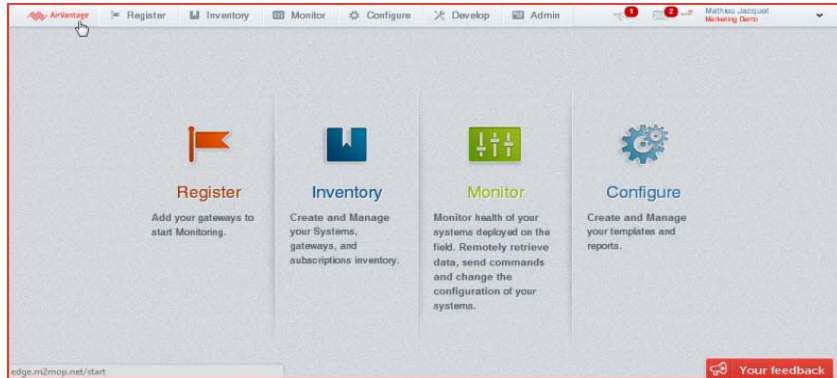 AirVantage Register Inventory Monitor Configure Develop Admin 1 2 Mathieu Jacquot
Marketing Demo
Register
Add your gateways to
start Monitoring.
Inventory
Create and Manage
your Systems,
gateways, and
subscriptions inventory.
Monitor
Monitor health of your
systems deployed on the
field. Remotely retrieve
data, send commands
and change the
configuration of your
systems.
Configure
Create and Manage
your templates and
reports.
edge.m2mop.net/start
Your feedback